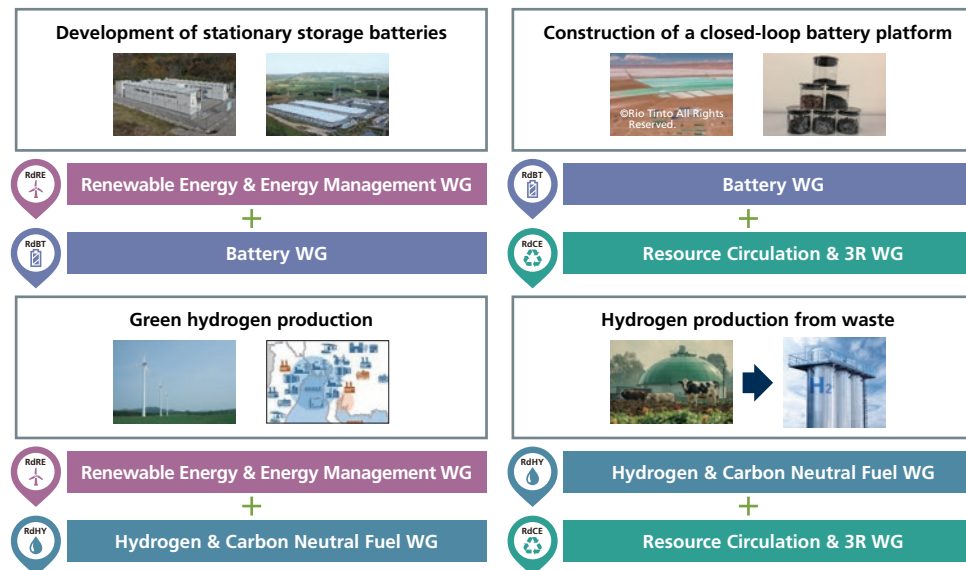 Development of stationary storage batteries
RdRE
Renewable Energy & Energy Management WG
+
RdBT
Battery WG
Construction of a closed-loop battery platform
©Rio Tinto All Rights
Reserved.
RdBT
Battery WG
+
RdCE
Resource Circulation & 3R WG
Green hydrogen production
RdRE
Renewable Energy & Energy Management WG
+
RdHY
Hydrogen & Carbon Neutral Fuel WG
Hydrogen production from waste
H2
RdHY
Hydrogen & Carbon Neutral Fuel WG
+
RdCE
Resource Circulation & 3R WG